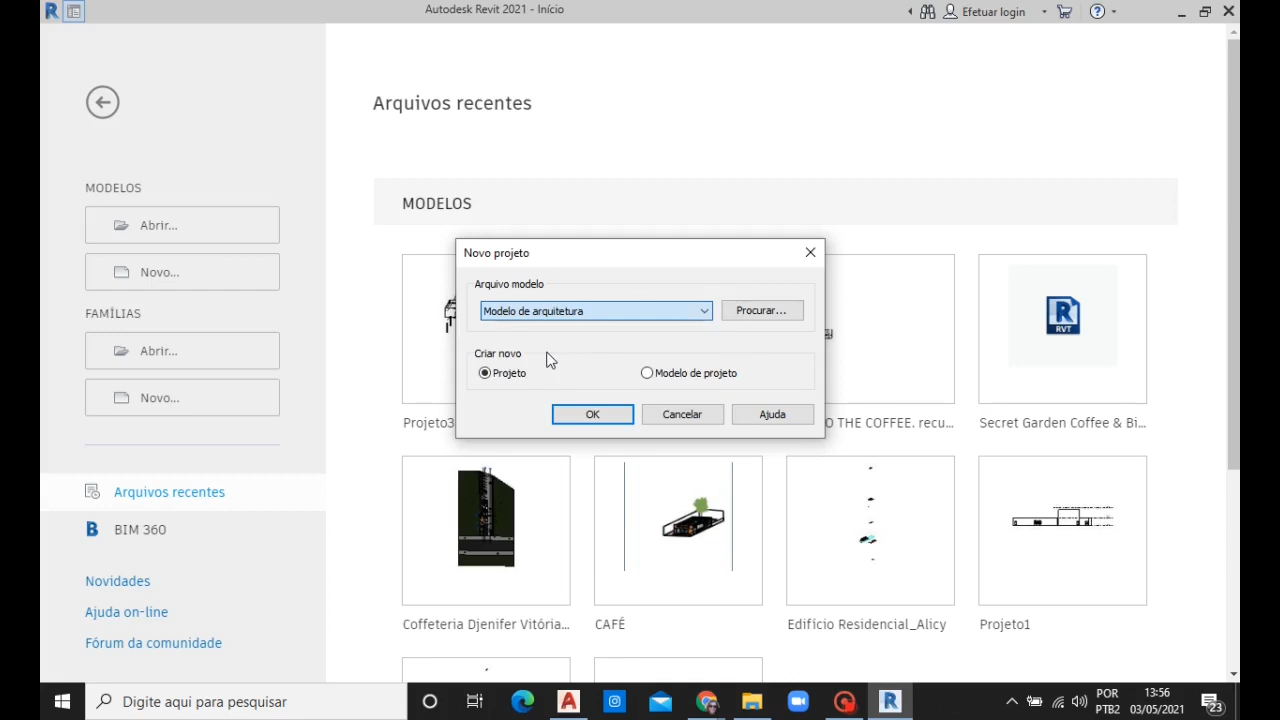 Autodesk Revit 2021 - Início
Efetuar login
Arquivos recentes
MODELOS
Abrir...
Novo...
FAMÍLIAS
Abrir...
Novo...
Arquivos recentes
BIM 360
Novidades
Ajuda on-line
Fórum da comunidade
MODELOS
Novo projeto
Arquivo modelo
Modelo de arquitetura
Procurar...
Criar novo
Projeto
Modelo de projeto
OK
Cancelar
Ajuda
RVT
Projeto3
O THE COFFEE. recu...
Secret Garden Coffee & Bi...
Coffeteria Djenifer Vitória...
CAFÉ
Edifício Residencial_Alicy
Projeto1
Digite aqui para pesquisar
POR
PTB2
13:56
03/05/2021
23